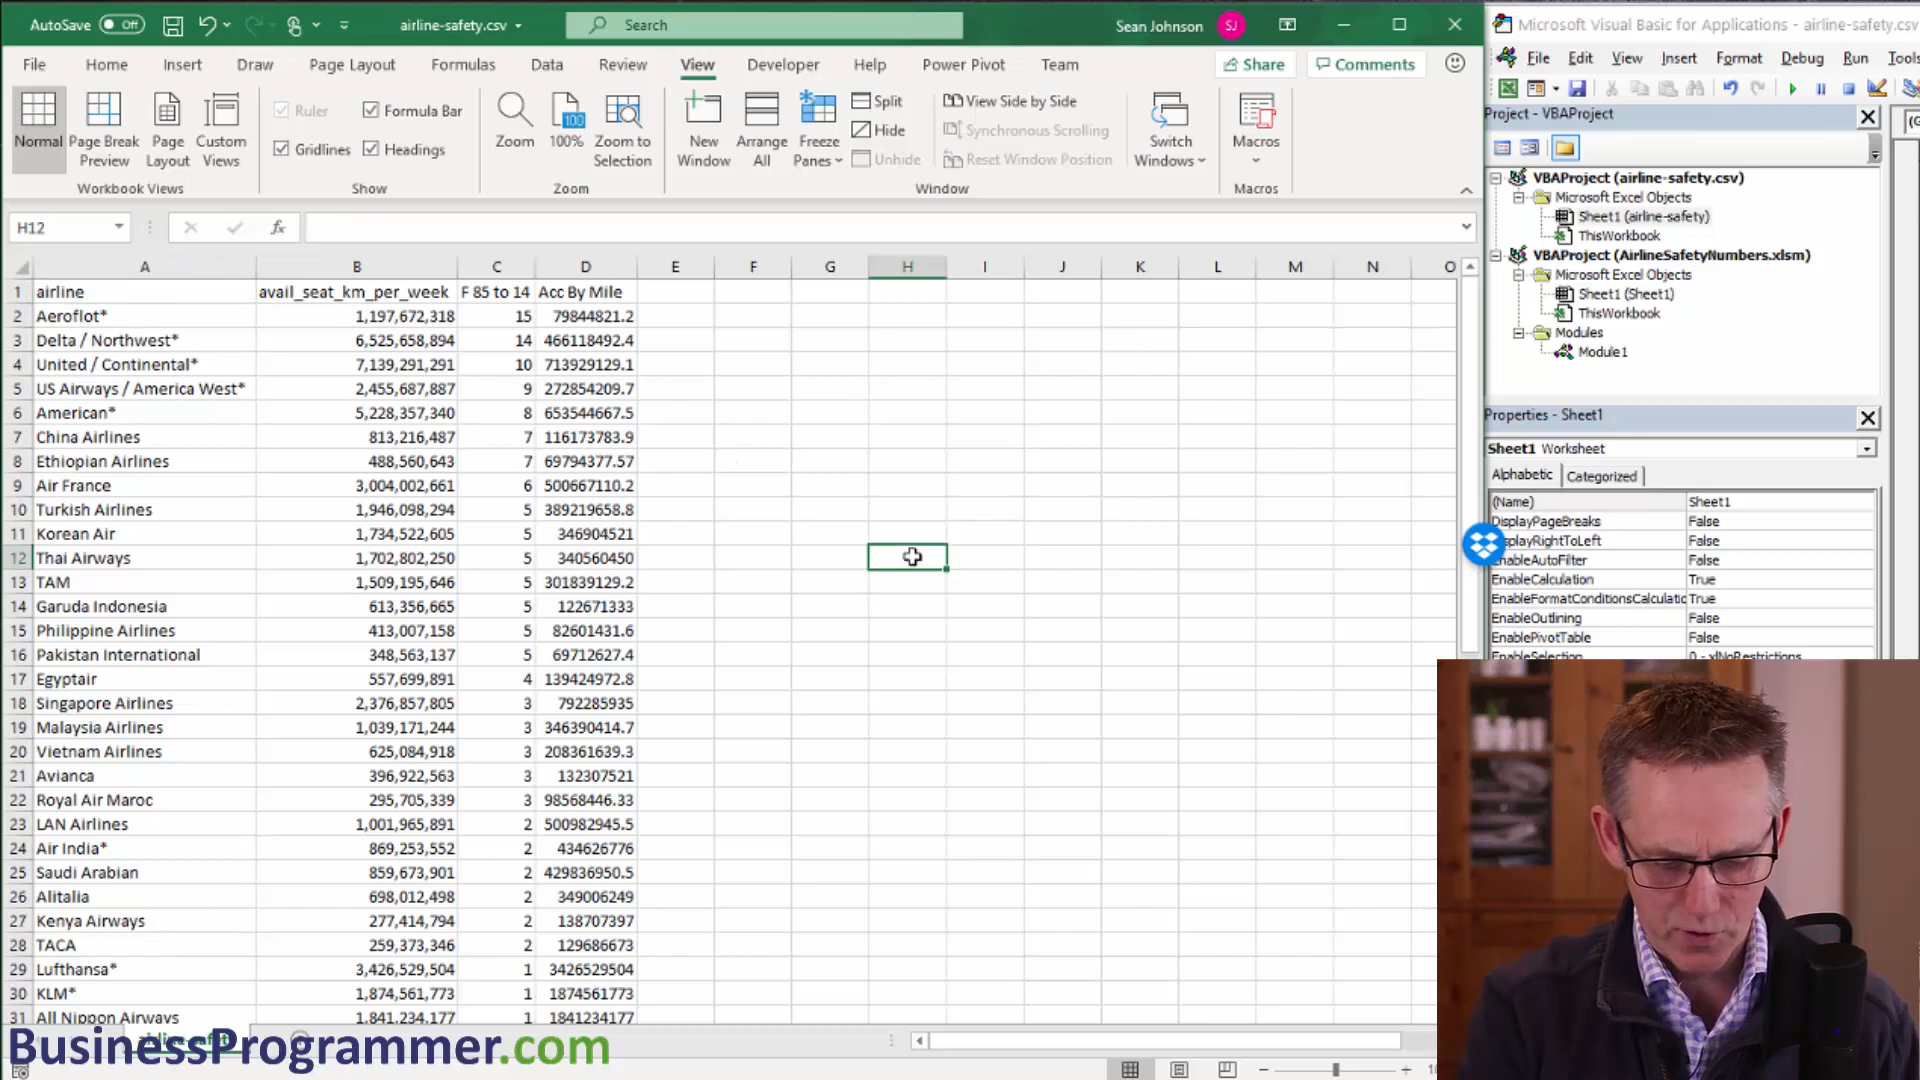 AutoSave Off airline-safety.csv Search Sean Johnson SJ
File Home Insert Draw Page Layout Formulas Data Review View Developer Help Power Pivot Team Share Comments
Normal Page Break Preview Page Layout Custom Views
Workbook Views
Ruler Formula Bar
Gridlines Headings
Show
Zoom 100% Zoom to Selection
Zoom
New Window Arrange All Freeze Panes
Split View Side by Side
Hide Synchronous Scrolling
Unhide Reset Window Position
Switch Windows
Window
Macros
Macros
H12
A B C D E F G H I J K L M N O
1 airline avail_seat_km_per_week F 85 to 14 Acc By Mile
2 Aeroflot* 1,197,672,318 15 79844821.2
3 Delta / Northwest* 6,525,658,894 14 466118492.4
4 United / Continental* 7,139,291,291 10 713929129.1
5 US Airways / America West* 2,455,687,887 9 272854209.7
6 American* 5,228,357,340 8 653544667.5
7 China Airlines 813,216,487 7 116173783.9
8 Ethiopian Airlines 488,560,643 7 69794377.57
9 Air France 3,004,002,661 6 500667110.2
10 Turkish Airlines 1,946,098,294 5 389219658.8
11 Korean Air 1,734,522,605 5 346904521
12 Thai Airways 1,702,802,250 5 340560450
13 TAM 1,509,195,646 5 301839129.2
14 Garuda Indonesia 613,356,665 5 122671333
15 Philippine Airlines 413,007,158 5 82601431.6
16 Pakistan International 348,563,137 5 69712627.4
17 Egyptair 557,699,891 4 139424972.8
18 Singapore Airlines 2,376,857,805 3 792285935
19 Malaysia Airlines 1,039,171,244 3 346390414.7
20 Vietnam Airlines 625,084,918 3 208361639.3
21 Avianca 396,922,563 3 132307521
22 Royal Air Maroc 295,705,339 3 98568446.33
23 LAN Airlines 1,001,965,891 2 500982945.5
24 Air India* 869,253,552 2 434626776
25 Saudi Arabian 859,673,901 2 429836950.5
26 Alitalia 698,012,498 2 349006249
27 Kenya Airways 277,414,794 2 138707397
28 TACA 259,373,346 2 129686673
29 Lufthansa* 3,426,529,504 1 3426529504
30 KLM* 1,874,561,773 1 1874561773
31 All Nippon Airways 1,841,234,177 1 1841234177
BusinessProgrammer.com
Microsoft Visual Basic for Applications - airline-safety.csv
File Edit View Insert Format Debug Run Tools
Project - VBAProject
VBAProject (airline-safety.csv)
Microsoft Excel Objects
Sheet1 (airline-safety)
ThisWorkbook
VBAProject (AirlineSafetyNumbers.xlsm)
Microsoft Excel Objects
Sheet1 (Sheet1)
ThisWorkbook
Modules
Module1
Properties - Sheet1
Sheet1 Worksheet
Alphabetic Categorized
(Name) Sheet1
DisplayPageBreaks False
isplayRightToLeft False
EnableAutoFilter False
EnableCalculation True
EnableFormatConditionsCalculatic True
EnableOutlining False
EnablePivotTable False
EnableSelection 0 - xlNoRestrictions